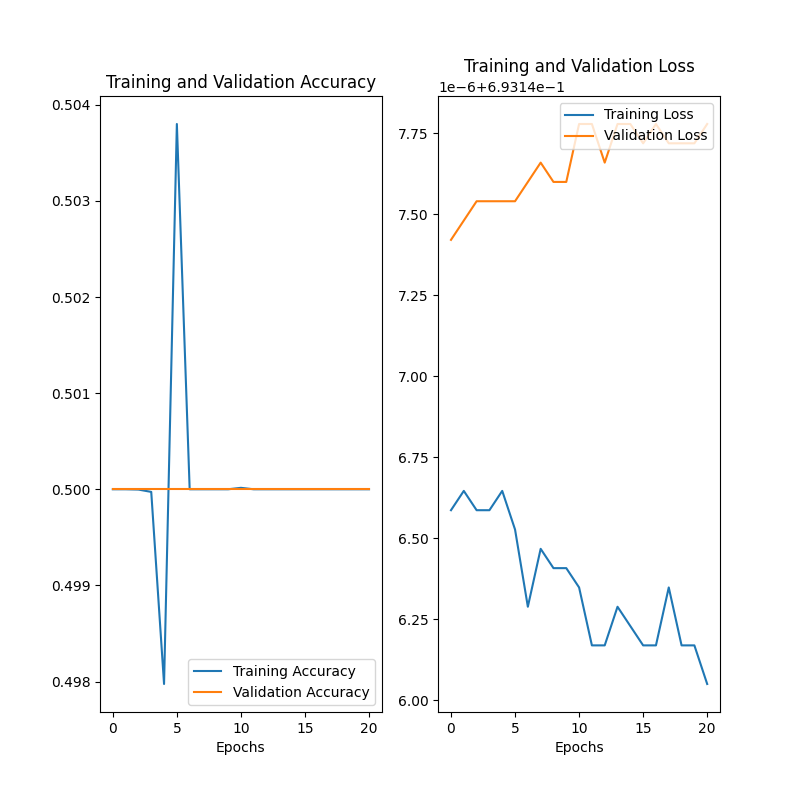 Training and Validation Accuracy
0.504
0.503
0.502
0.501
0.500
0.499
0.498
0
5
10
15
20
Epochs
Training Accuracy
Validation Accuracy
Training and Validation Loss
1e-6+6.9314e-1
7.75
7.50
7.25
7.00
6.75
6.50
6.25
6.00
0
5
10
15
20
Epochs
Training Loss
Validation Loss